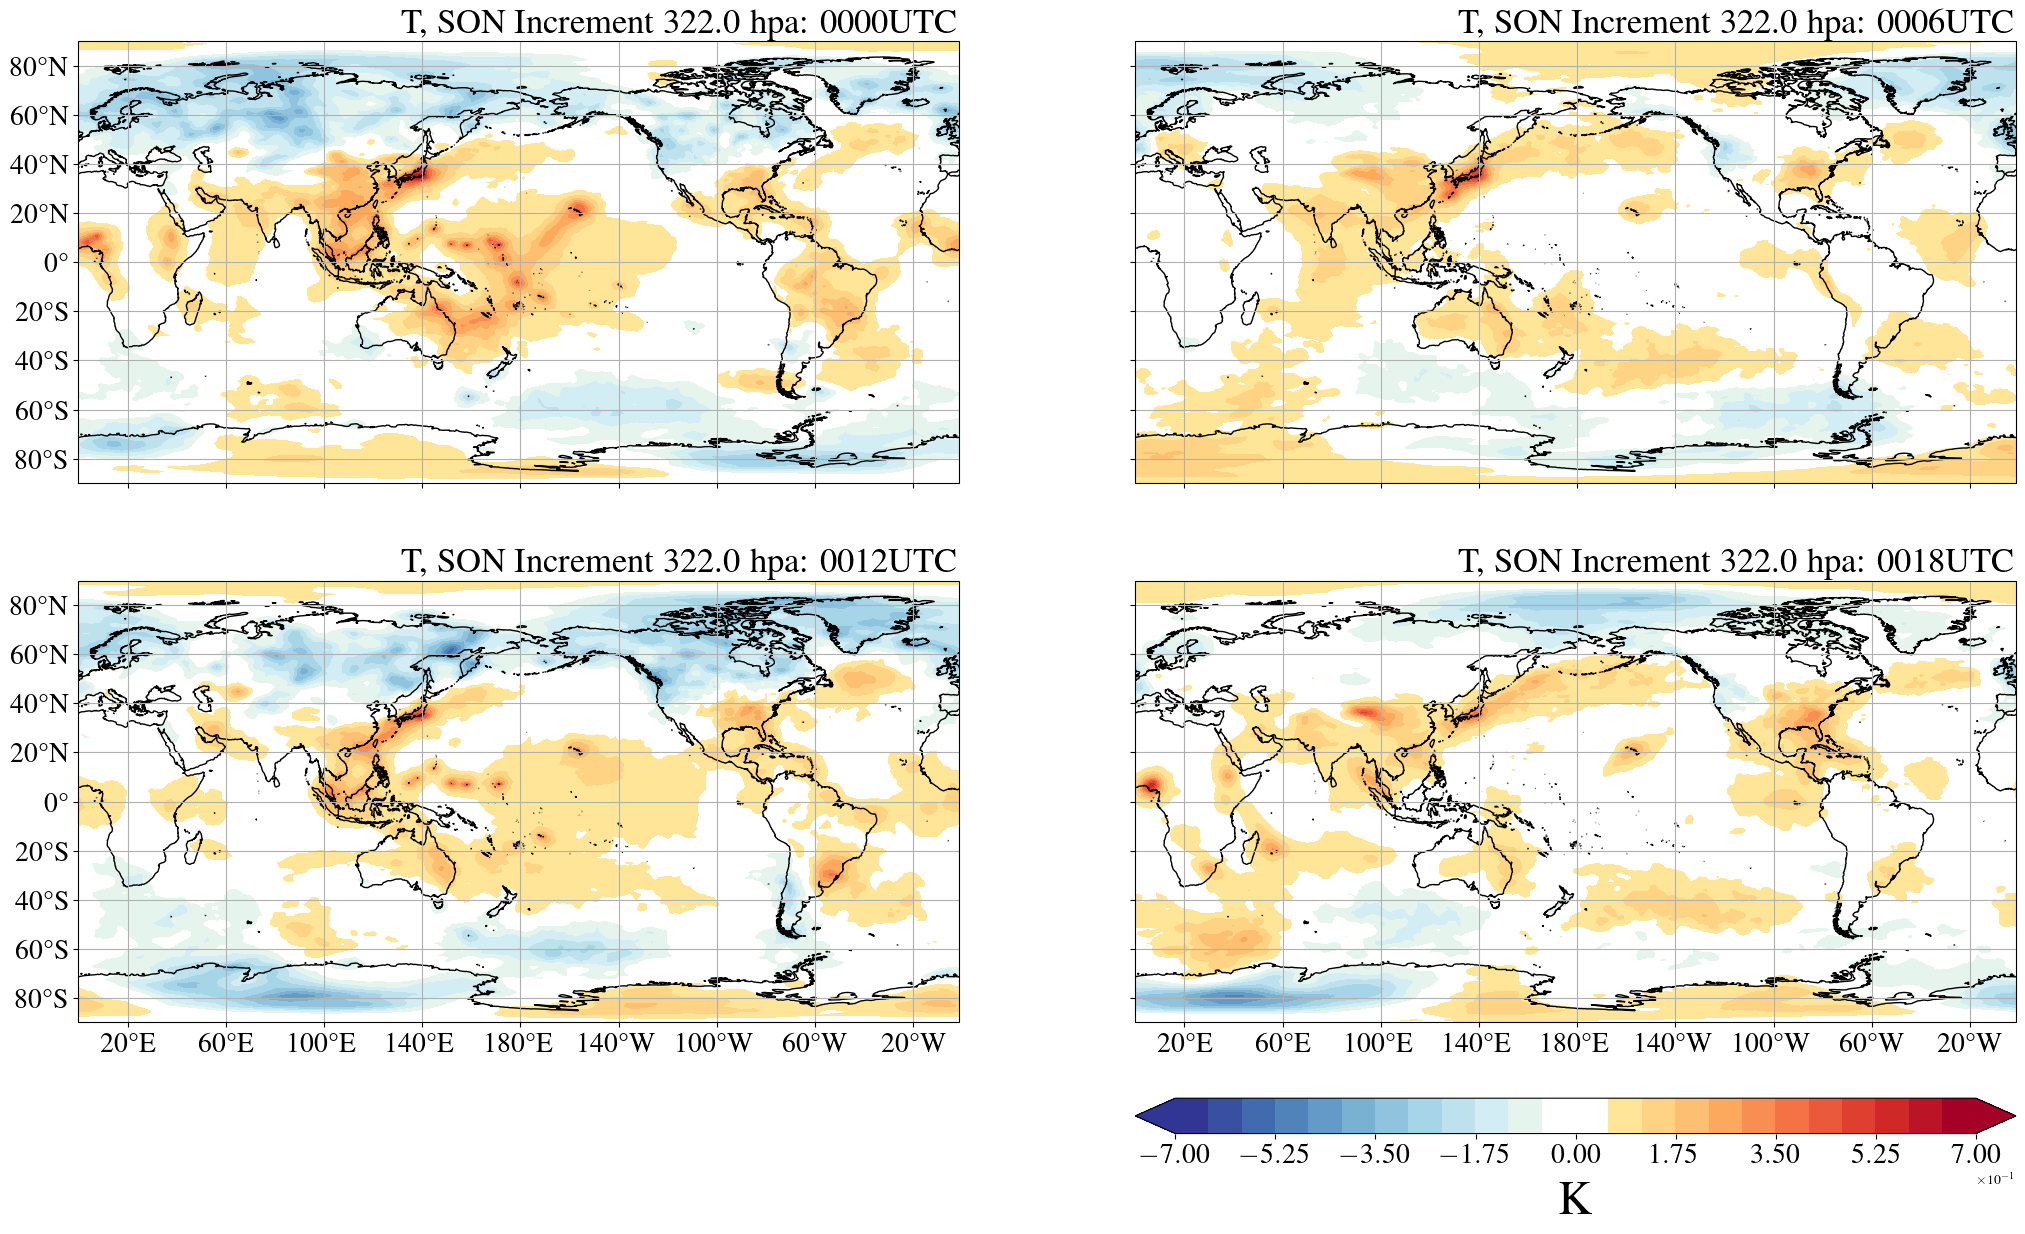 T, SON Increment 322.0 hpa: 0000UTC
T, SON Increment 322.0 hpa: 0006UTC
80°N
60°N
40°N
20°N
0°
20°S
40°S
60°S
80°S
T, SON Increment 322.0 hpa: 0012UTC
T, SON Increment 322.0 hpa: 0018UTC
80°N
60°N
40°N
20°N
0°
20°S
40°S
60°S
80°S
20°E 60°E 100°E 140°E 180°E 140°W 100°W 60°W 20°W
20°E 60°E 100°E 140°E 180°E 140°W 100°W 60°W 20°W
−7.00 −5.25 −3.50 −1.75 0.00 1.75 3.50 5.25 7.00
×10⁻¹
K